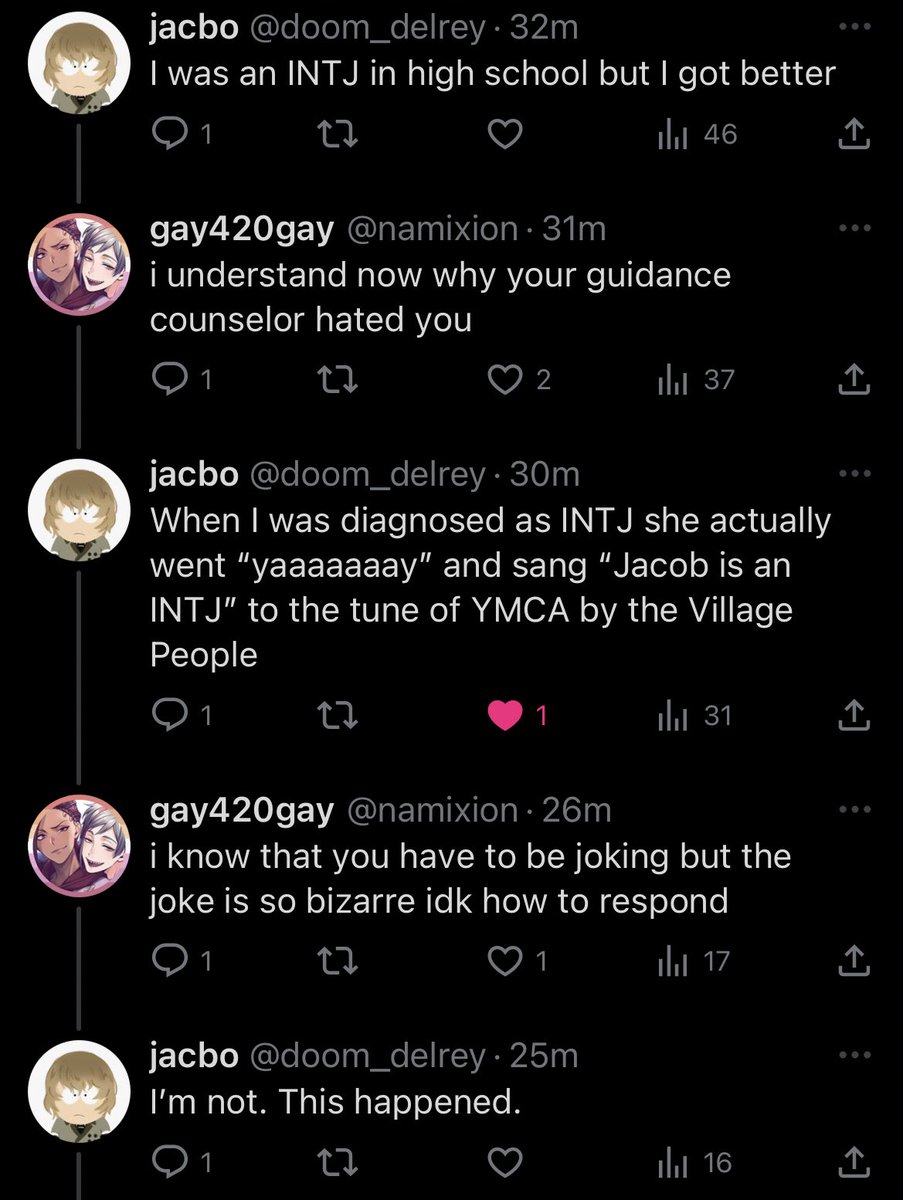 jacbo @doom_delrey · 32m
I was an INTJ in high school but I got better
1 46
gay420gay @namixion · 31m
i understand now why your guidance
counselor hated you
1 2 37
jacbo @doom_delrey · 30m
When I was diagnosed as INTJ she actually
went “yaaaaaaay” and sang “Jacob is an
INTJ” to the tune of YMCA by the Village
People
1 1 31
gay420gay @namixion · 26m
i know that you have to be joking but the
joke is so bizarre idk how to respond
1 1 17
jacbo @doom_delrey · 25m
I’m not. This happened.
1 16